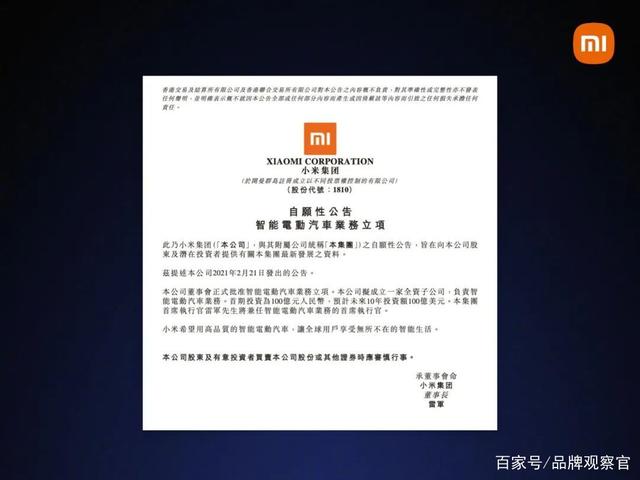 mi
香港交易及結算所有限公司及香港聯合交易所有限公司對本公告之內容概不負責，對其準確性或完整性亦不發表
任何聲明，並明確表示概不就因本公告全部或任何部分內容而產生或因倚賴該等內容而引致之任何損失承擔任何
責任。
mi
XIAOMI CORPORATION
小米集團
（於開曼群島註冊成立以不同投票權控制的有限公司）
（股份代號：1810）
自願性公告
智能電動汽車業務立項
此乃小米集團（「本公司」，與其附屬公司統稱「本集團」）之自願性公告，旨在向本公司股
東及潛在投資者提供有關本集團最新發展之資料。
茲提述本公司2021年2月21日發出的公告。
本公司董事會正式批准智能電動汽車業務立項。本公司擬成立一家全資子公司，負責智
能電動汽車業務。首期投資為100億元人民幣，預計未來10年投資額100億美元。本集團
首席執行官雷軍先生將兼任智能電動汽車業務的首席執行官。
小米希望用高品質的智能電動汽車，讓全球用戶享受無所不在的智能生活。
本公司股東及有意投資者買賣本公司股份或其他證券時應審慎行事。
承董事會命
小米集團
董事長
雷軍
百家号/品牌观察官